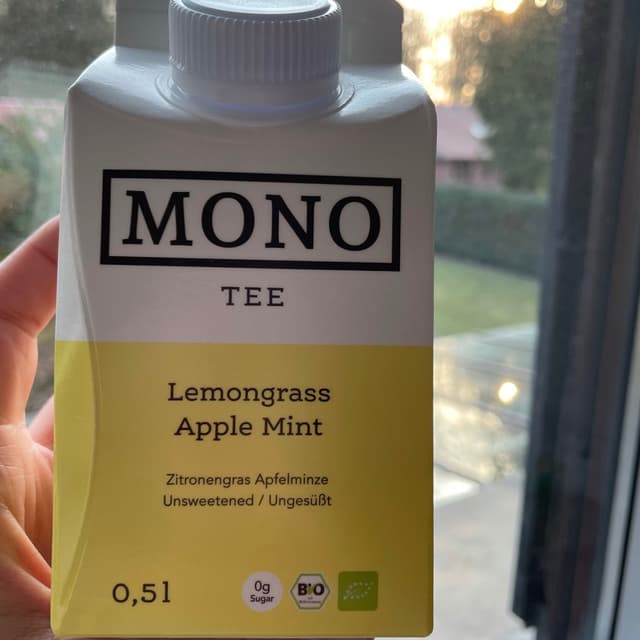 MONO
TEE
Lemongrass
Apple Mint
Zitronengras Apfelminze
Unsweetened / Ungesüßt
0,5l
0g
Sugar
BIO